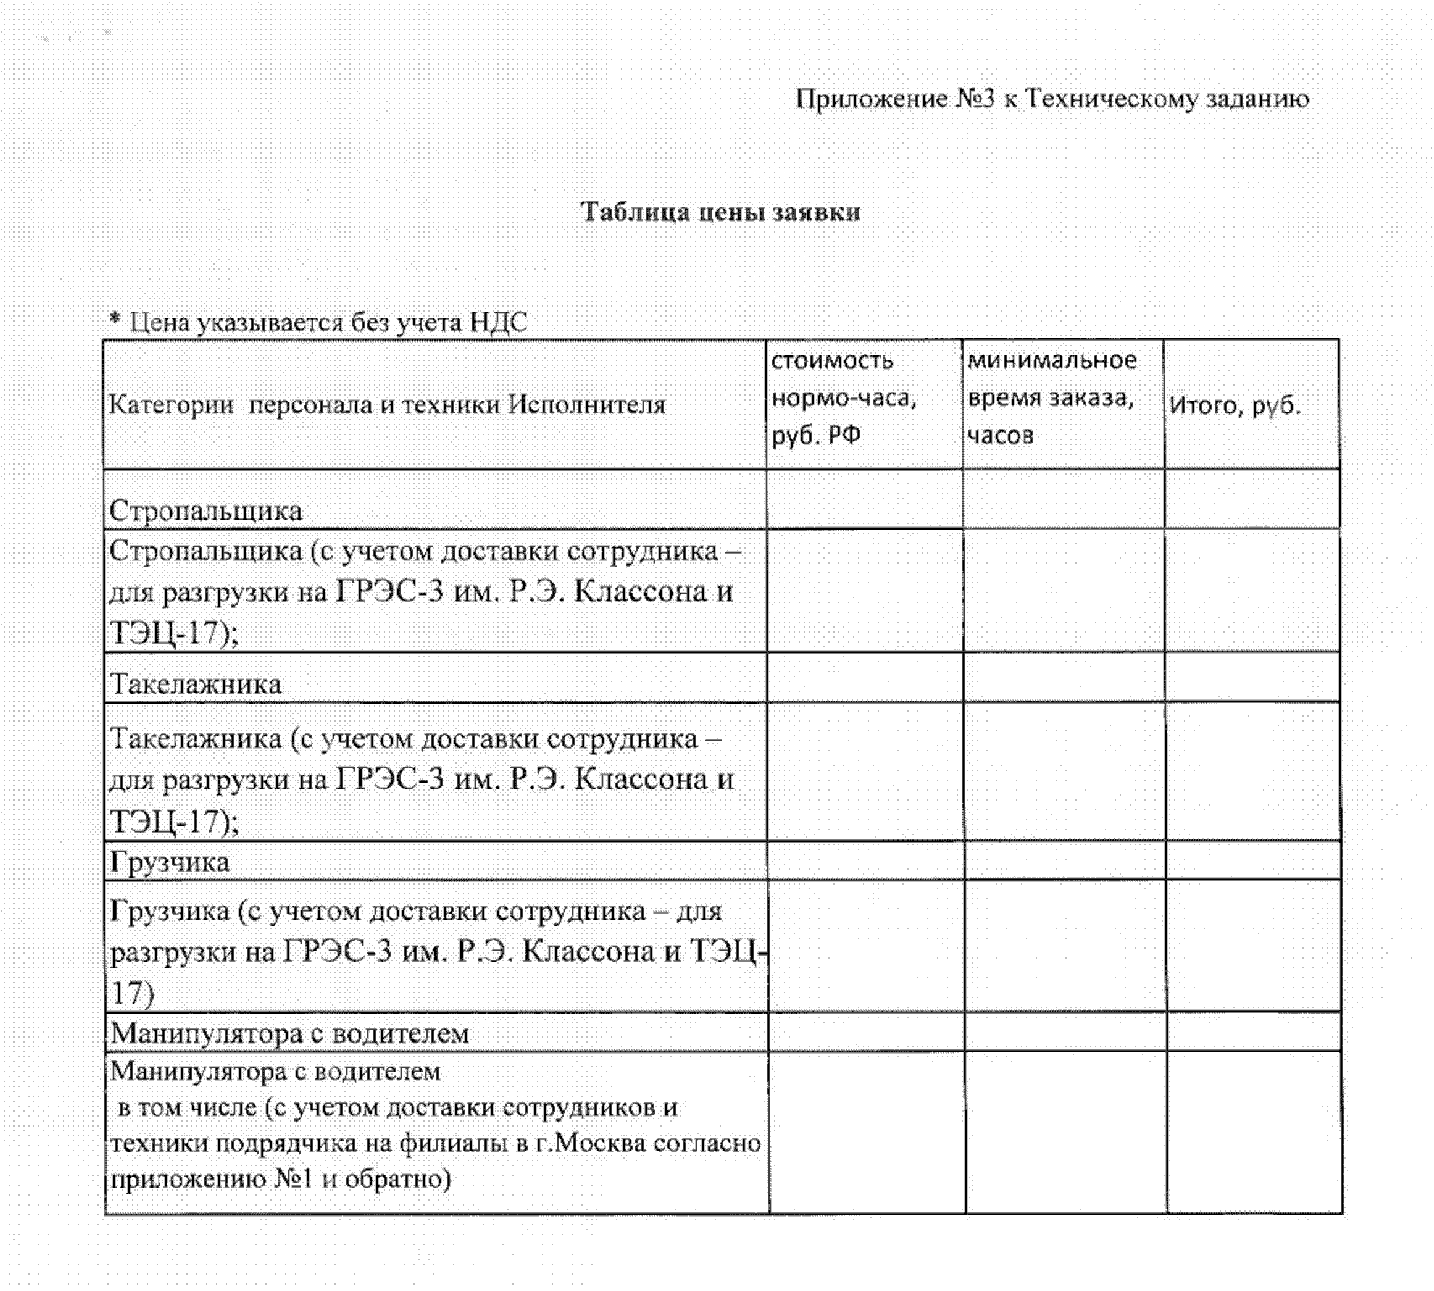 Приложение №3 к Техническому заданию
Таблица цены заявки
* Цена указывается без учета НДС
Категории персонала и техники Исполнителя
стоимость
нормо-часа,
руб. РФ
минимальное
время заказа,
часов
Итого, руб.
Стропальщика
Стропальщика (с учетом доставки сотрудника –
для разгрузки на ГРЭС-3 им. Р.Э. Классона и
ТЭЦ-17);
Такелажника
Такелажника (с учетом доставки сотрудника –
для разгрузки на ГРЭС-3 им. Р.Э. Классона и
ТЭЦ-17);
Грузчика
Грузчика (с учетом доставки сотрудника – для
разгрузки на ГРЭС-3 им. Р.Э. Классона и ТЭЦ-
17)
Манипулятора с водителем
Манипулятора с водителем
в том числе (с учетом доставки сотрудников и
техники подрядчика на филиалы в г.Москва согласно
приложению №1 и обратно)